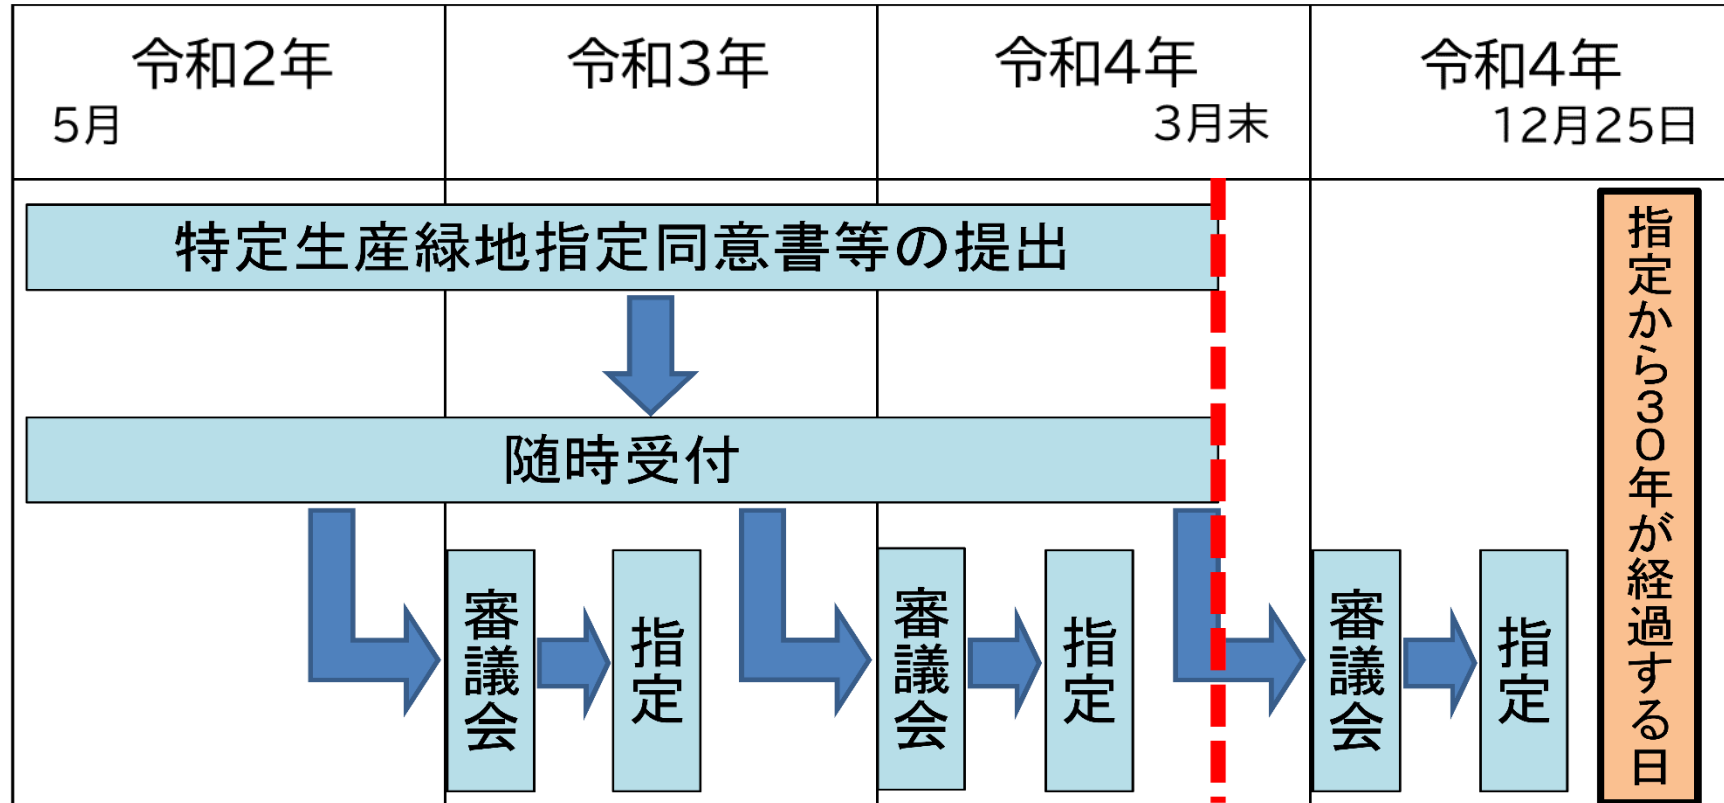 令和2年
5月
令和3年
令和4年
3月末
令和4年
12月25日
特定生産緑地指定同意書等の提出
随時受付
審議会
指定
審議会
指定
審議会
指定
指定から30年が経過する日